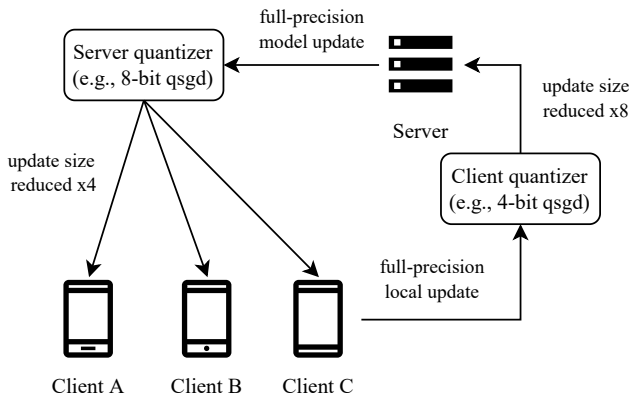 full-precision
model update
Server quantizer
(e.g., 8-bit qsgd)
Server
update size
reduced x8
update size
reduced x4
Client quantizer
(e.g., 4-bit qsgd)
full-precision
local update
Client A
Client B
Client C